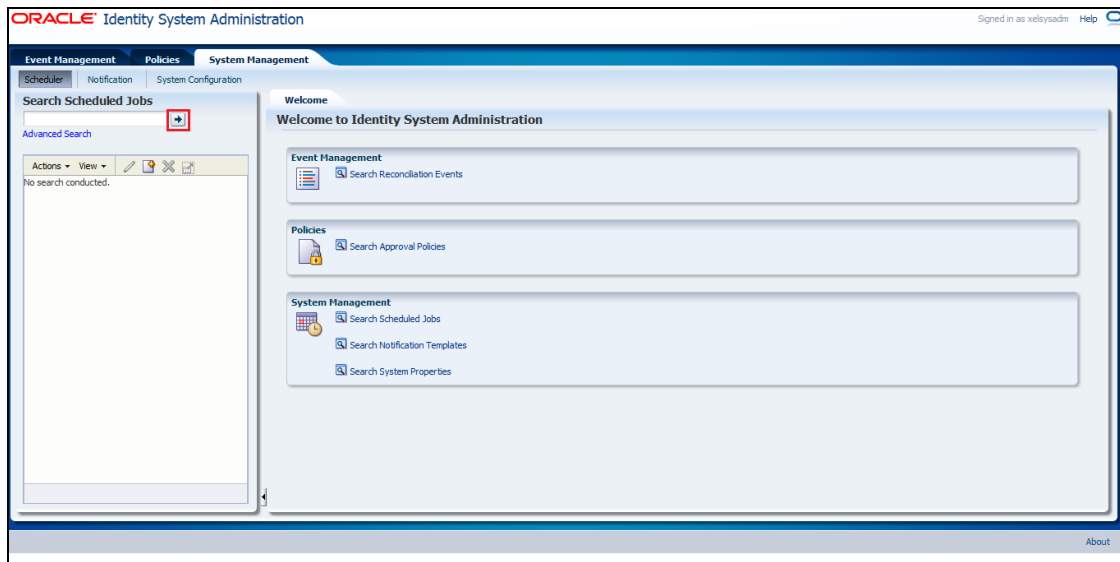 ORACLE Identity System Administration
Signed in as xelsysadm Help
Event Management Policies System Management
Scheduler Notification System Configuration
Search Scheduled Jobs
Advanced Search
Actions View
No search conducted.
Welcome
Welcome to Identity System Administration
Event Management
Search Reconciliation Events
Policies
Search Approval Policies
System Management
Search Scheduled Jobs
Search Notification Templates
Search System Properties
About